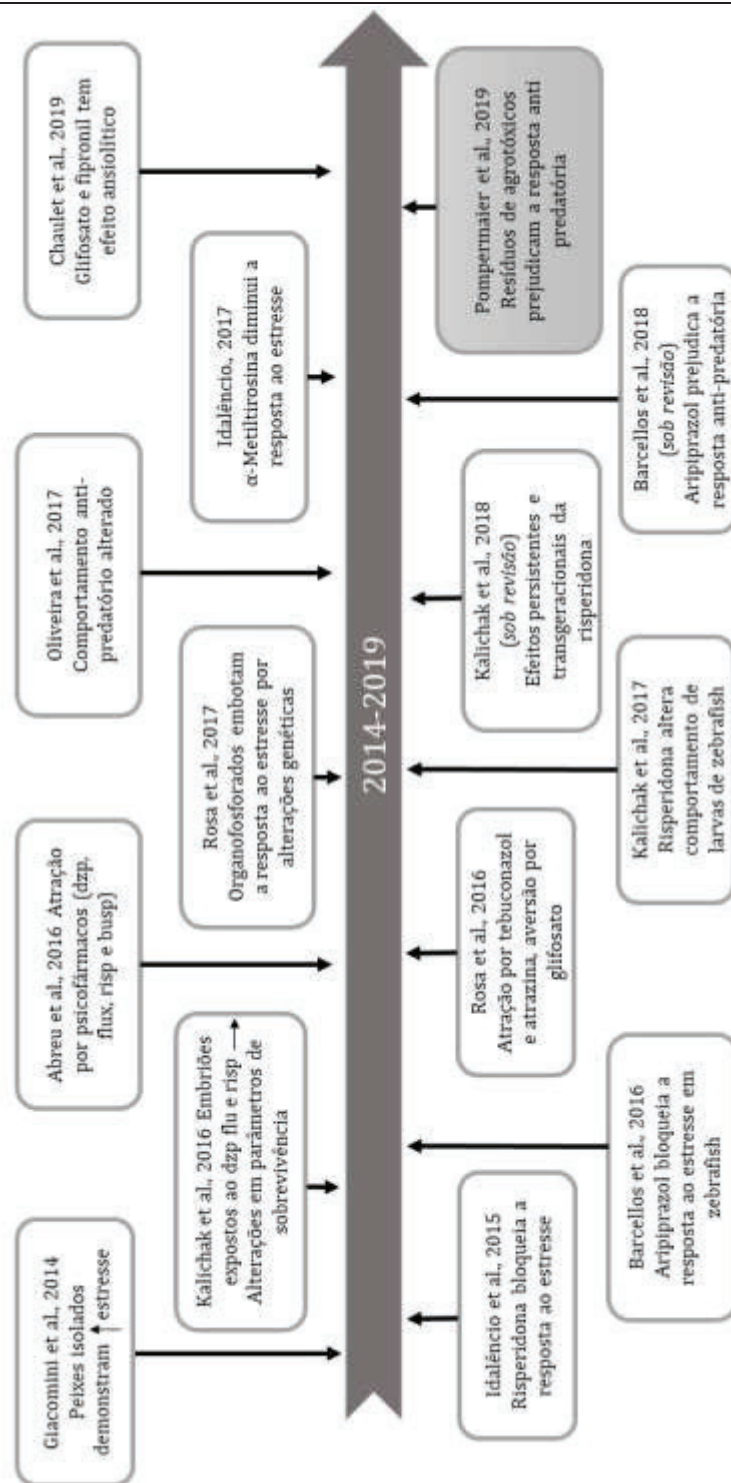 Giacomini et al., 2014
Peixes isolados
demonstram ↑ estresse
Kalichak et al., 2016 Embriões
expostos ao dzp flu e risp →
Alterações em parâmetros de
sobrevivência
Abreu et al., 2016 Atração
por psicofármacos (dzp,
flux, risp e busp)
Rosa et al., 2017
Organofosforados embotam
a resposta ao estresse por
alterações genéticas
Oliveira et al., 2017
Comportamento anti-
predatório alterado
Idalêncio., 2017
α-Metiltirosina diminui a
resposta ao estresse
Chaulet et al., 2019
Glifosato e fipronil tem
efeito ansiolítico
2014-2019
Idalêncio et al., 2015
Risperidona bloqueia a
resposta ao estresse
Barcellos et al., 2016
Aripiprazol bloqueia a
resposta ao estresse em
zebrafish
Rosa et al., 2016
Atração por tebuconazol
e atrazina, aversão por
glifosato
Kalichak et al., 2017
Risperidona altera
comportamento de
larvas de zebrafish
Kalichak et al., 2018
(sob revisão)
Efeitos persistentes e
transgeracionais da
risperidona
Barcellos et al., 2018
(sob revisão)
Aripiprazol prejudica a
resposta anti-predatória
Pompermaier et al., 2019
Resíduos de agrotóxicos
prejudicam a resposta anti
predatória